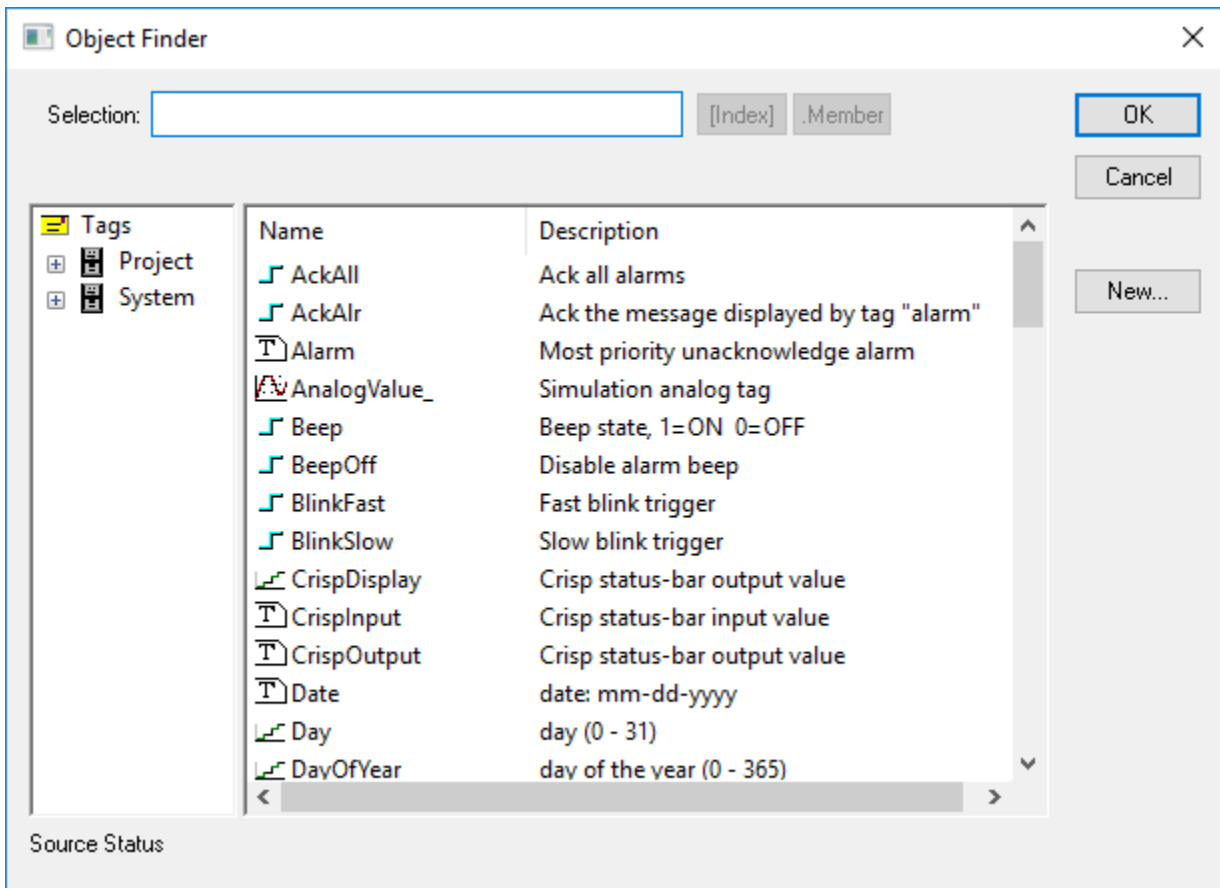 Object Finder
Selection: [Index] .Member OK
Cancel
New...
Tags
Project
System
Name Description
AckAll Ack all alarms
AckAlr Ack the message displayed by tag "alarm"
T Alarm Most priority unacknowledge alarm
AnalogValue_ Simulation analog tag
Beep Beep state, 1=ON 0=OFF
BeepOff Disable alarm beep
BlinkFast Fast blink trigger
BlinkSlow Slow blink trigger
CrispDisplay Crisp status-bar output value
T CrispInput Crisp status-bar input value
T CrispOutput Crisp status-bar output value
T Date date: mm-dd-yyyy
Day day (0 - 31)
DayOfYear day of the year (0 - 365)
Source Status